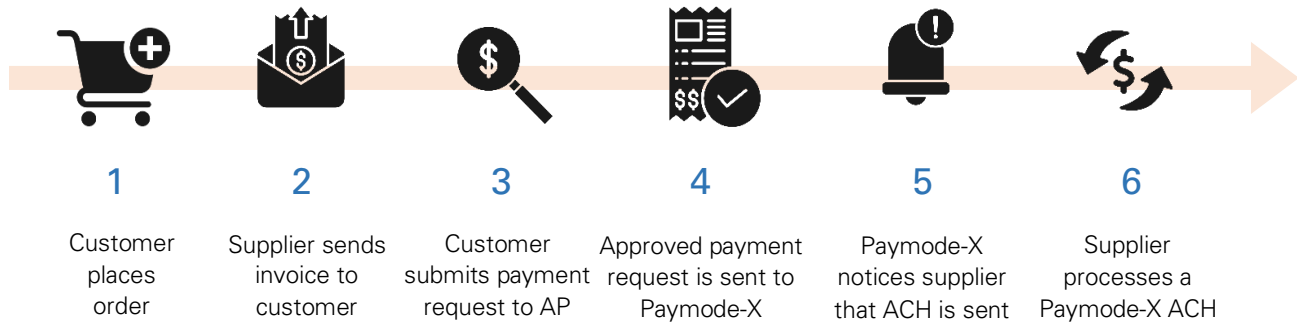 $
$
$$
!
$
1
Customer
places
order
2
Supplier sends
invoice to
customer
3
Customer
submits payment
request to AP
4
Approved payment
request is sent to
Paymode-X
5
Paymode-X
notices supplier
that ACH is sent
6
Supplier
processes a
Paymode-X ACH